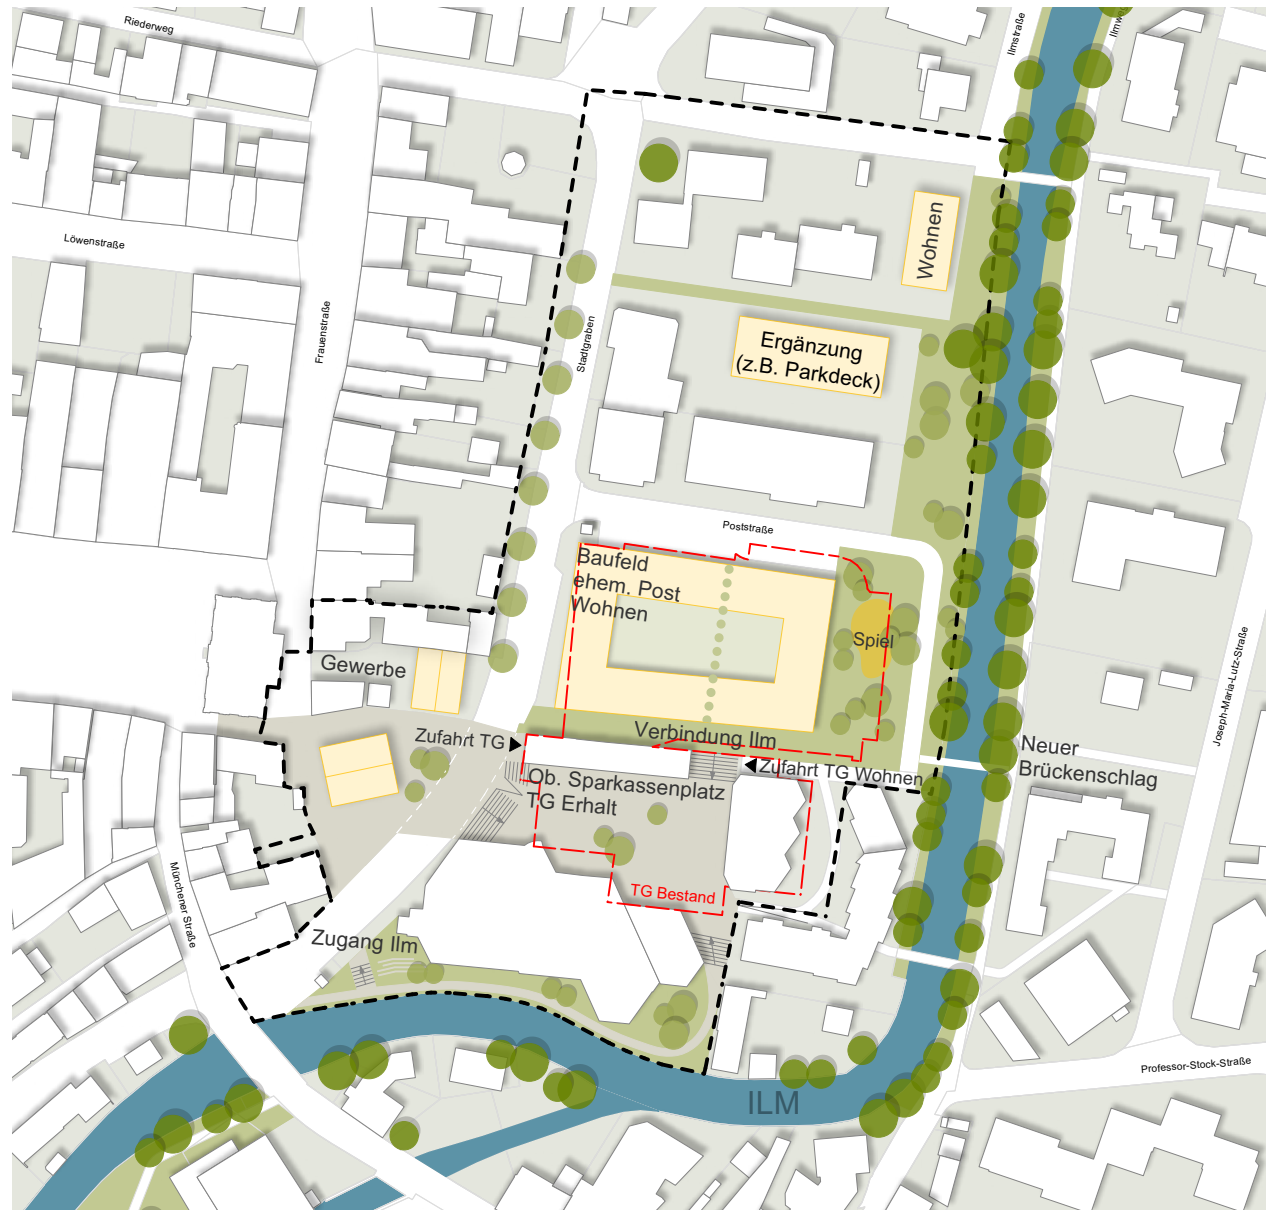 Riederweg
Ilmstraße
Löwenstraße
Frauenstraße
Stadtgraben
Wohnen
Ergänzung
(z.B. Parkdeck)
Poststraße
Baufeld
ehem. Post
Wohnen
Spiel
Gewerbe
Joseph-Maria-Lutz-Straße
Zufahrt TG
Verbindung Ilm
Zufahrt TG Wohnen
Neuer
Brückenschlag
Ob. Sparkassenplatz
TG Erhalt
TG Bestand
Münchener Straße
Zugang Ilm
Professor-Stock-Straße
ILM